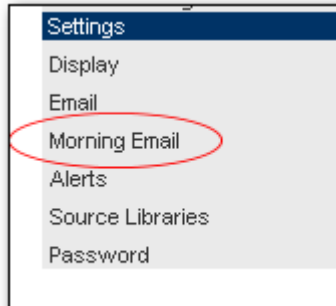 Settings
Display
Email
Morning Email
Alerts
Source Libraries
Password